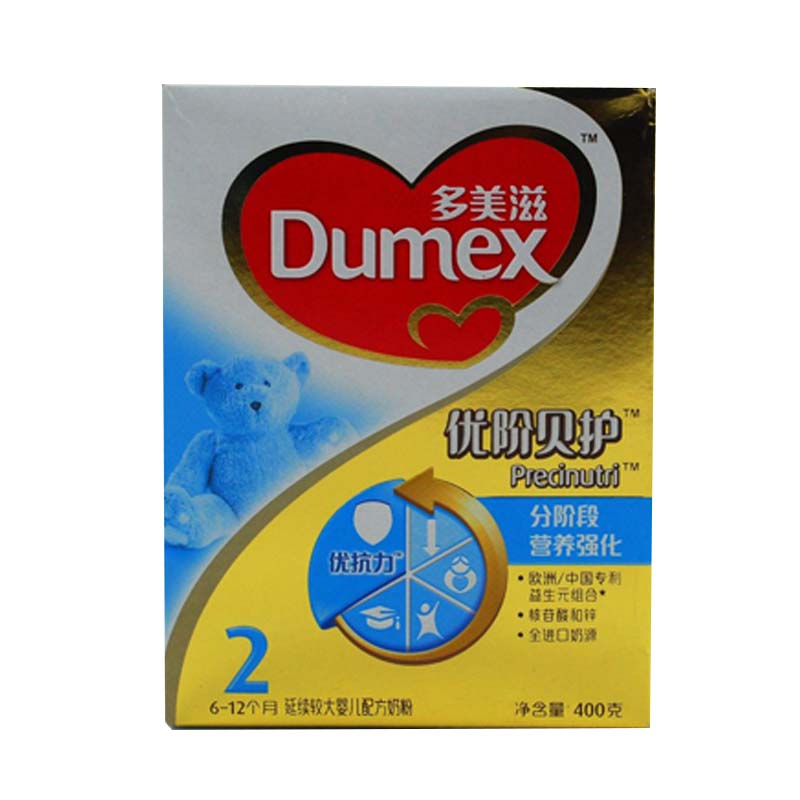 TM
多美滋
Dumex
优阶贝护™
Precinutri™
分阶段
营养强化
优抗力™
• 欧洲/中国专利
益生元组合*
• 核苷酸和锌
• 全进口奶源
2
6-12个月 延续较大婴儿配方奶粉
净含量 400克